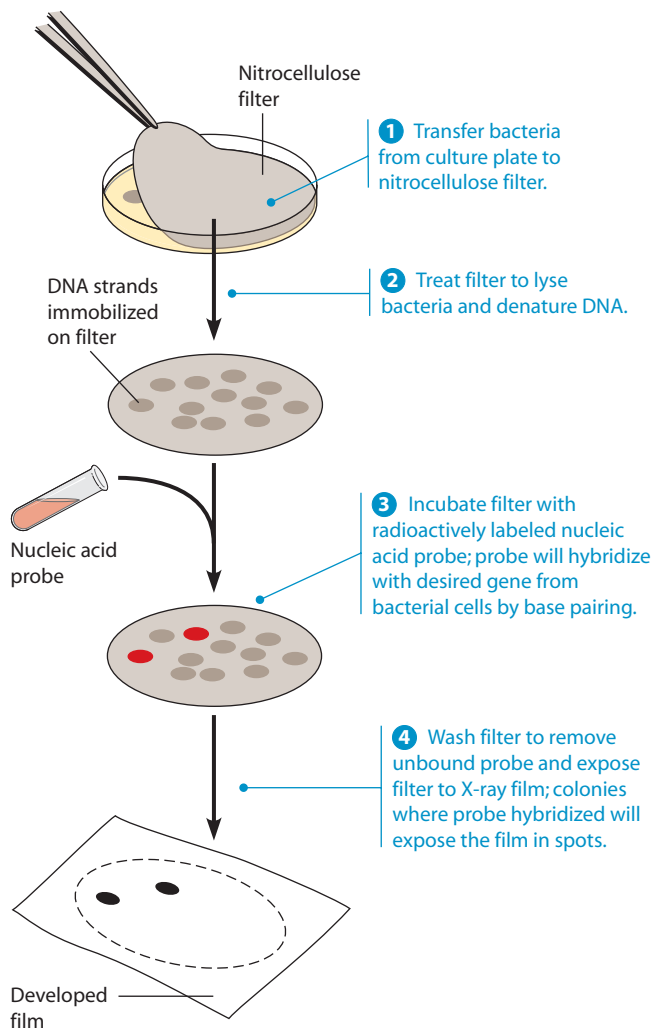 Nitrocellulose
filter
1 Transfer bacteria
from culture plate to
nitrocellulose filter.
2 Treat filter to lyse
bacteria and denature DNA.
DNA strands
immobilized
on filter
3 Incubate filter with
radioactively labeled nucleic
acid probe; probe will hybridize
with desired gene from
bacterial cells by base pairing.
Nucleic acid
probe
4 Wash filter to remove
unbound probe and expose
filter to X-ray film; colonies
where probe hybridized will
expose the film in spots.
Developed
film